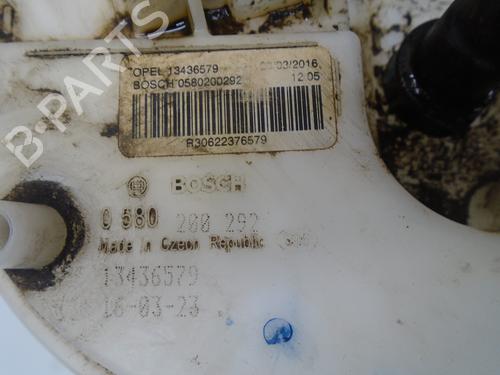 OPEL 13436579 23/03/2016
BOSCH 0580200292 12:05
R30622376579
BOSCH
0 580 200 292
Made in Czech Republic
13436579
16-03-23
B-Parts